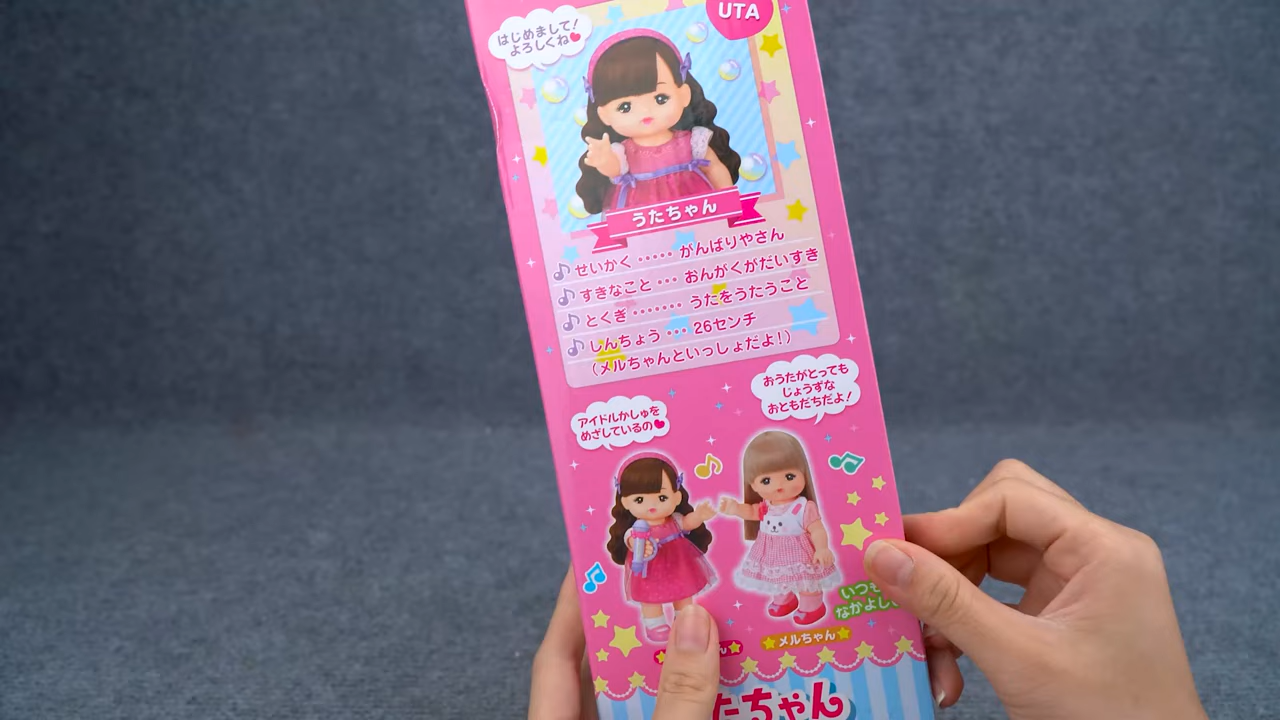 UTA
はじめまして!
よろしくね
うたちゃん
せいかく ····· がんばりやさん
すきなこと ··· おんがくがだいすき
とくぎ ······· うたをうたうこと
しんちょう ··· 26センチ
(メルちゃんといっしょだよ!)
おうたがとっても
じょうずな
おともだちだよ!
アイドルかしゅを
めざしているの
いつも
なかよし
メルちゃん
たちゃん